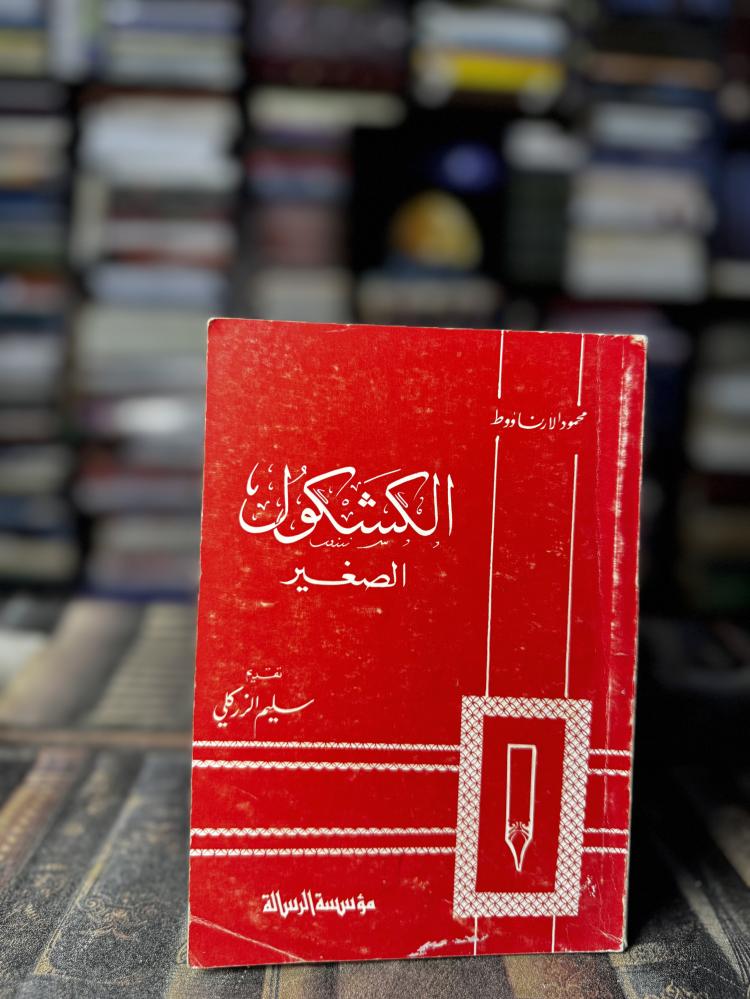 محمود الارناؤوط
الكشكول
الصغير
تقديم
سليم الزركلي
مؤسسة الرسالة